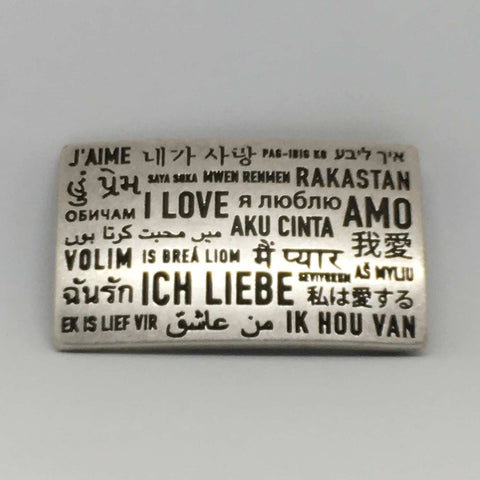 J'AIME 내가 사랑 PAG-IBIG KO איך ליבע
प्रेम SAYA SUKA MWEN RENMEN RAKASTAN
ОБИЧАМ I LOVE я люблю AMO
میں محبت کرتا ہوں AKU CINTA 我愛
VOLIM IS BREÁ LIOM मैं प्यार SEVIYORUM AŠ MYLIU
ฉันรัก ICH LIEBE 私は愛する
EK IS LIEF VIR من عاشق IK HOU VAN